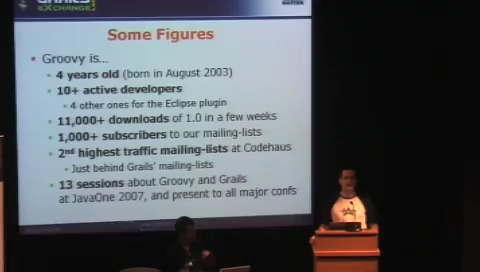 GRAILS
EXCHANGE
Some Figures
• Groovy is...
• 4 years old (born in August 2003)
• 10+ active developers
• 4 other ones for the Eclipse plugin
• 11,000+ downloads of 1.0 in a few weeks
• 1,000+ subscribers to our mailing-lists
• 2nd highest traffic mailing-lists at Codehaus
• Just behind Grails' mailing-lists
• 13 sessions about Groovy and Grails
at JavaOne 2007, and present to all major confs